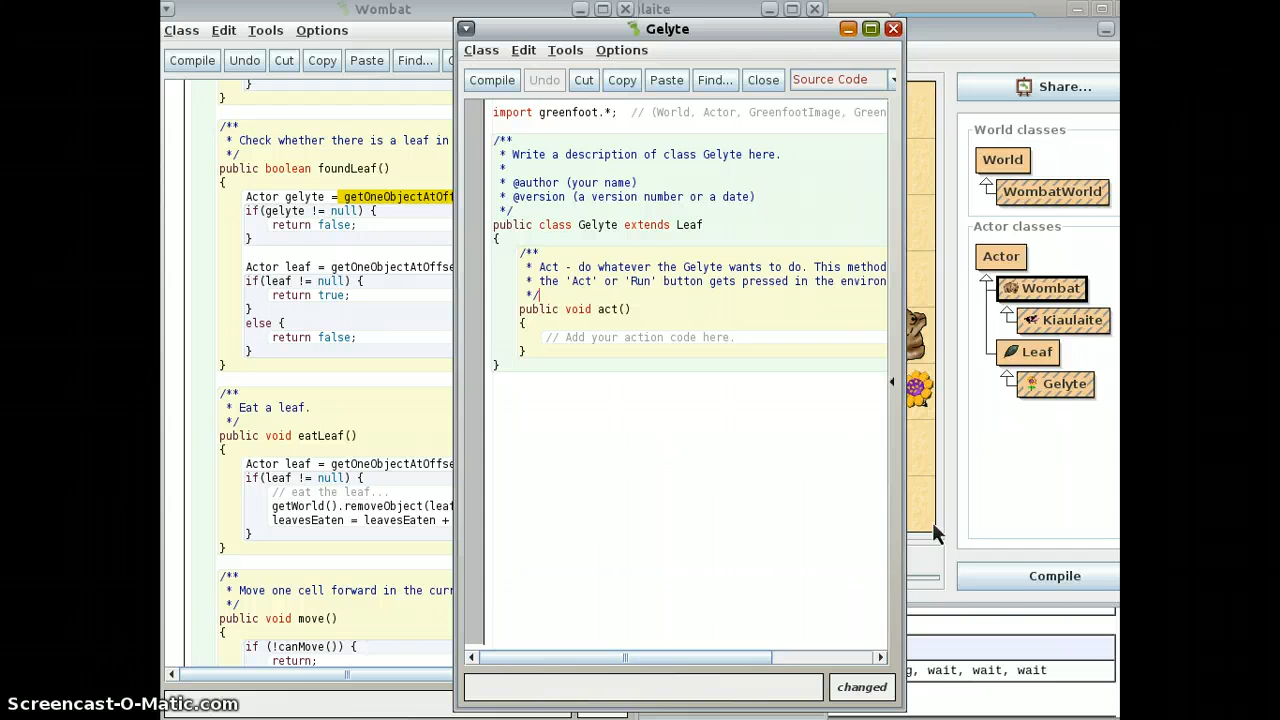 Wombat
Class Edit Tools Options
Compile Undo Cut Copy Paste Find...
}
}
/**
* Check whether there is a leaf in
*/
public boolean foundLeaf()
{
Actor gelyte = getOneObjectAtOff
if(gelyte != null) {
return false;
}
Actor leaf = getOneObjectAtOffse
if(leaf != null) {
return true;
}
else {
return false;
}
}
/**
* Eat a leaf.
*/
public void eatLeaf()
{
Actor leaf = getOneObjectAtOffse
if(leaf != null) {
// eat the leaf...
getWorld().removeObject(leaf
leavesEaten = leavesEaten +
}
}
/**
* Move one cell forward in the curr
*/
public void move()
{
if (!canMove()) {
return;
laite
Gelyte
Class Edit Tools Options
Compile Undo Cut Copy Paste Find... Close Source Code
import greenfoot.*; // (World, Actor, GreenfootImage, Green
/**
* Write a description of class Gelyte here.
*
* @author (your name)
* @version (a version number or a date)
*/
public class Gelyte extends Leaf
{
/**
* Act - do whatever the Gelyte wants to do. This method
* the 'Act' or 'Run' button gets pressed in the environ
*/
public void act()
{
// Add your action code here.
}
}
changed
Share...
World classes
World
WombatWorld
Actor classes
Actor
Wombat
Kiaulaite
Leaf
Gelyte
Compile
g, wait, wait, wait
Screencast-O-Matic.com